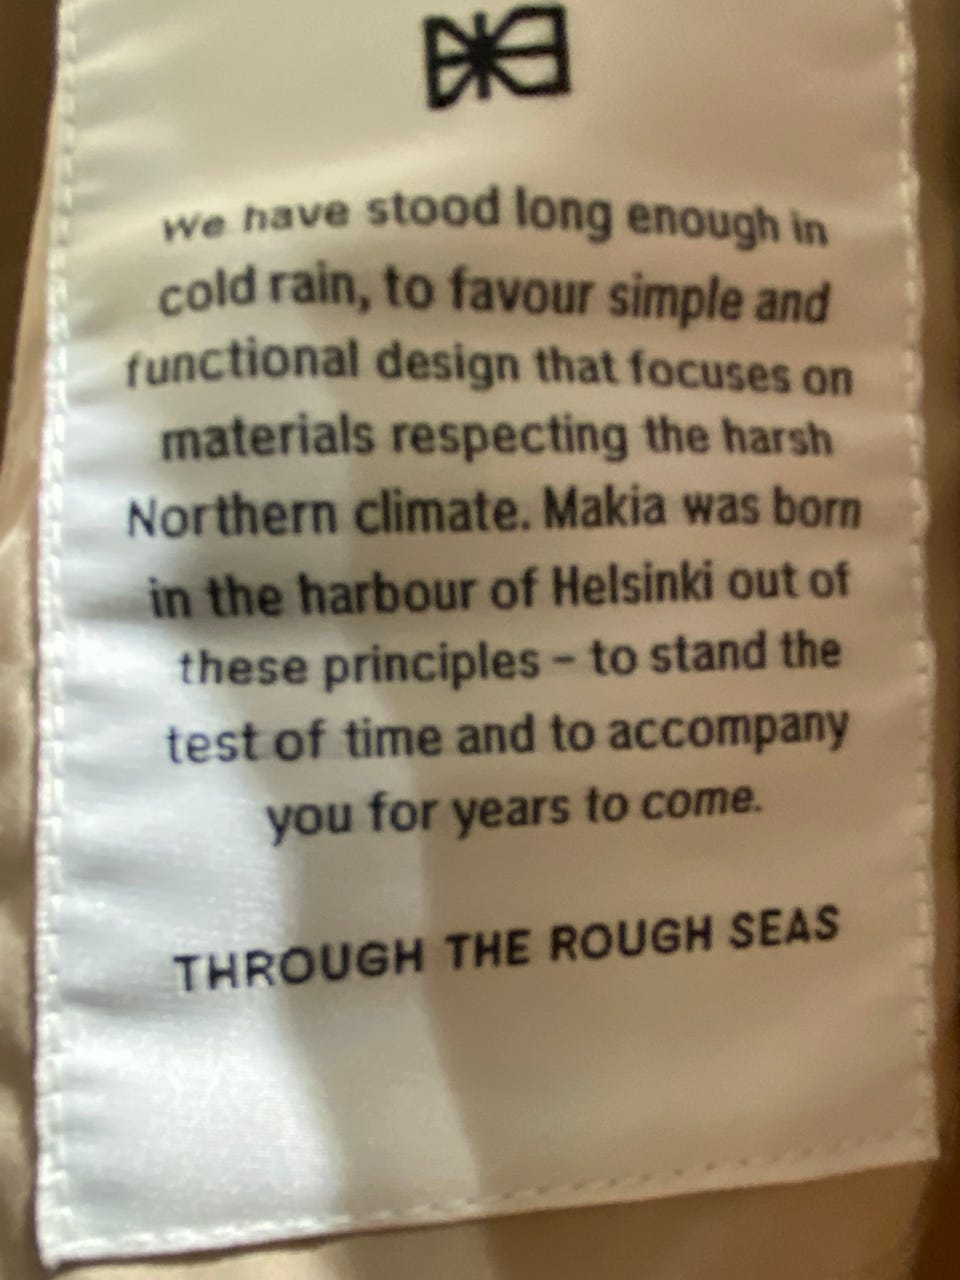 We have stood long enough in
cold rain, to favour simple and
functional design that focuses on
materials respecting the harsh
Northern climate. Makia was born
in the harbour of Helsinki out of
these principles – to stand the
test of time and to accompany
you for years to come.
THROUGH THE ROUGH SEAS